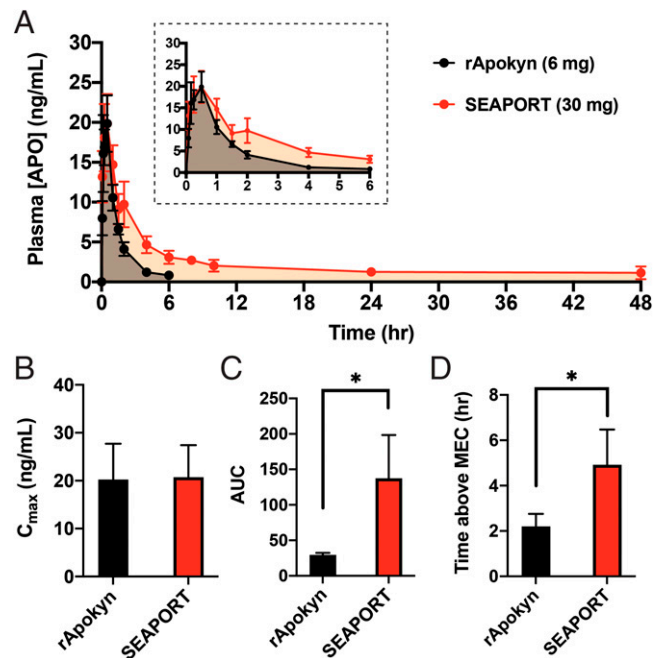 A
Plasma [APO] (ng/mL)
30
25
20
15
10
5
0
0 6 12 18 24 30 36 42 48
Time (hr)
30
25
20
15
10
5
0
0 1 2 3 4 5 6
rApokyn (6 mg)
SEAPORT (30 mg)
B
Cmax (ng/mL)
40
30
20
10
0
rApokyn
SEAPORT
C
*
AUC
250
200
150
100
50
0
rApokyn
SEAPORT
D
*
Time above MEC (hr)
8
6
4
2
0
rApokyn
SEAPORT